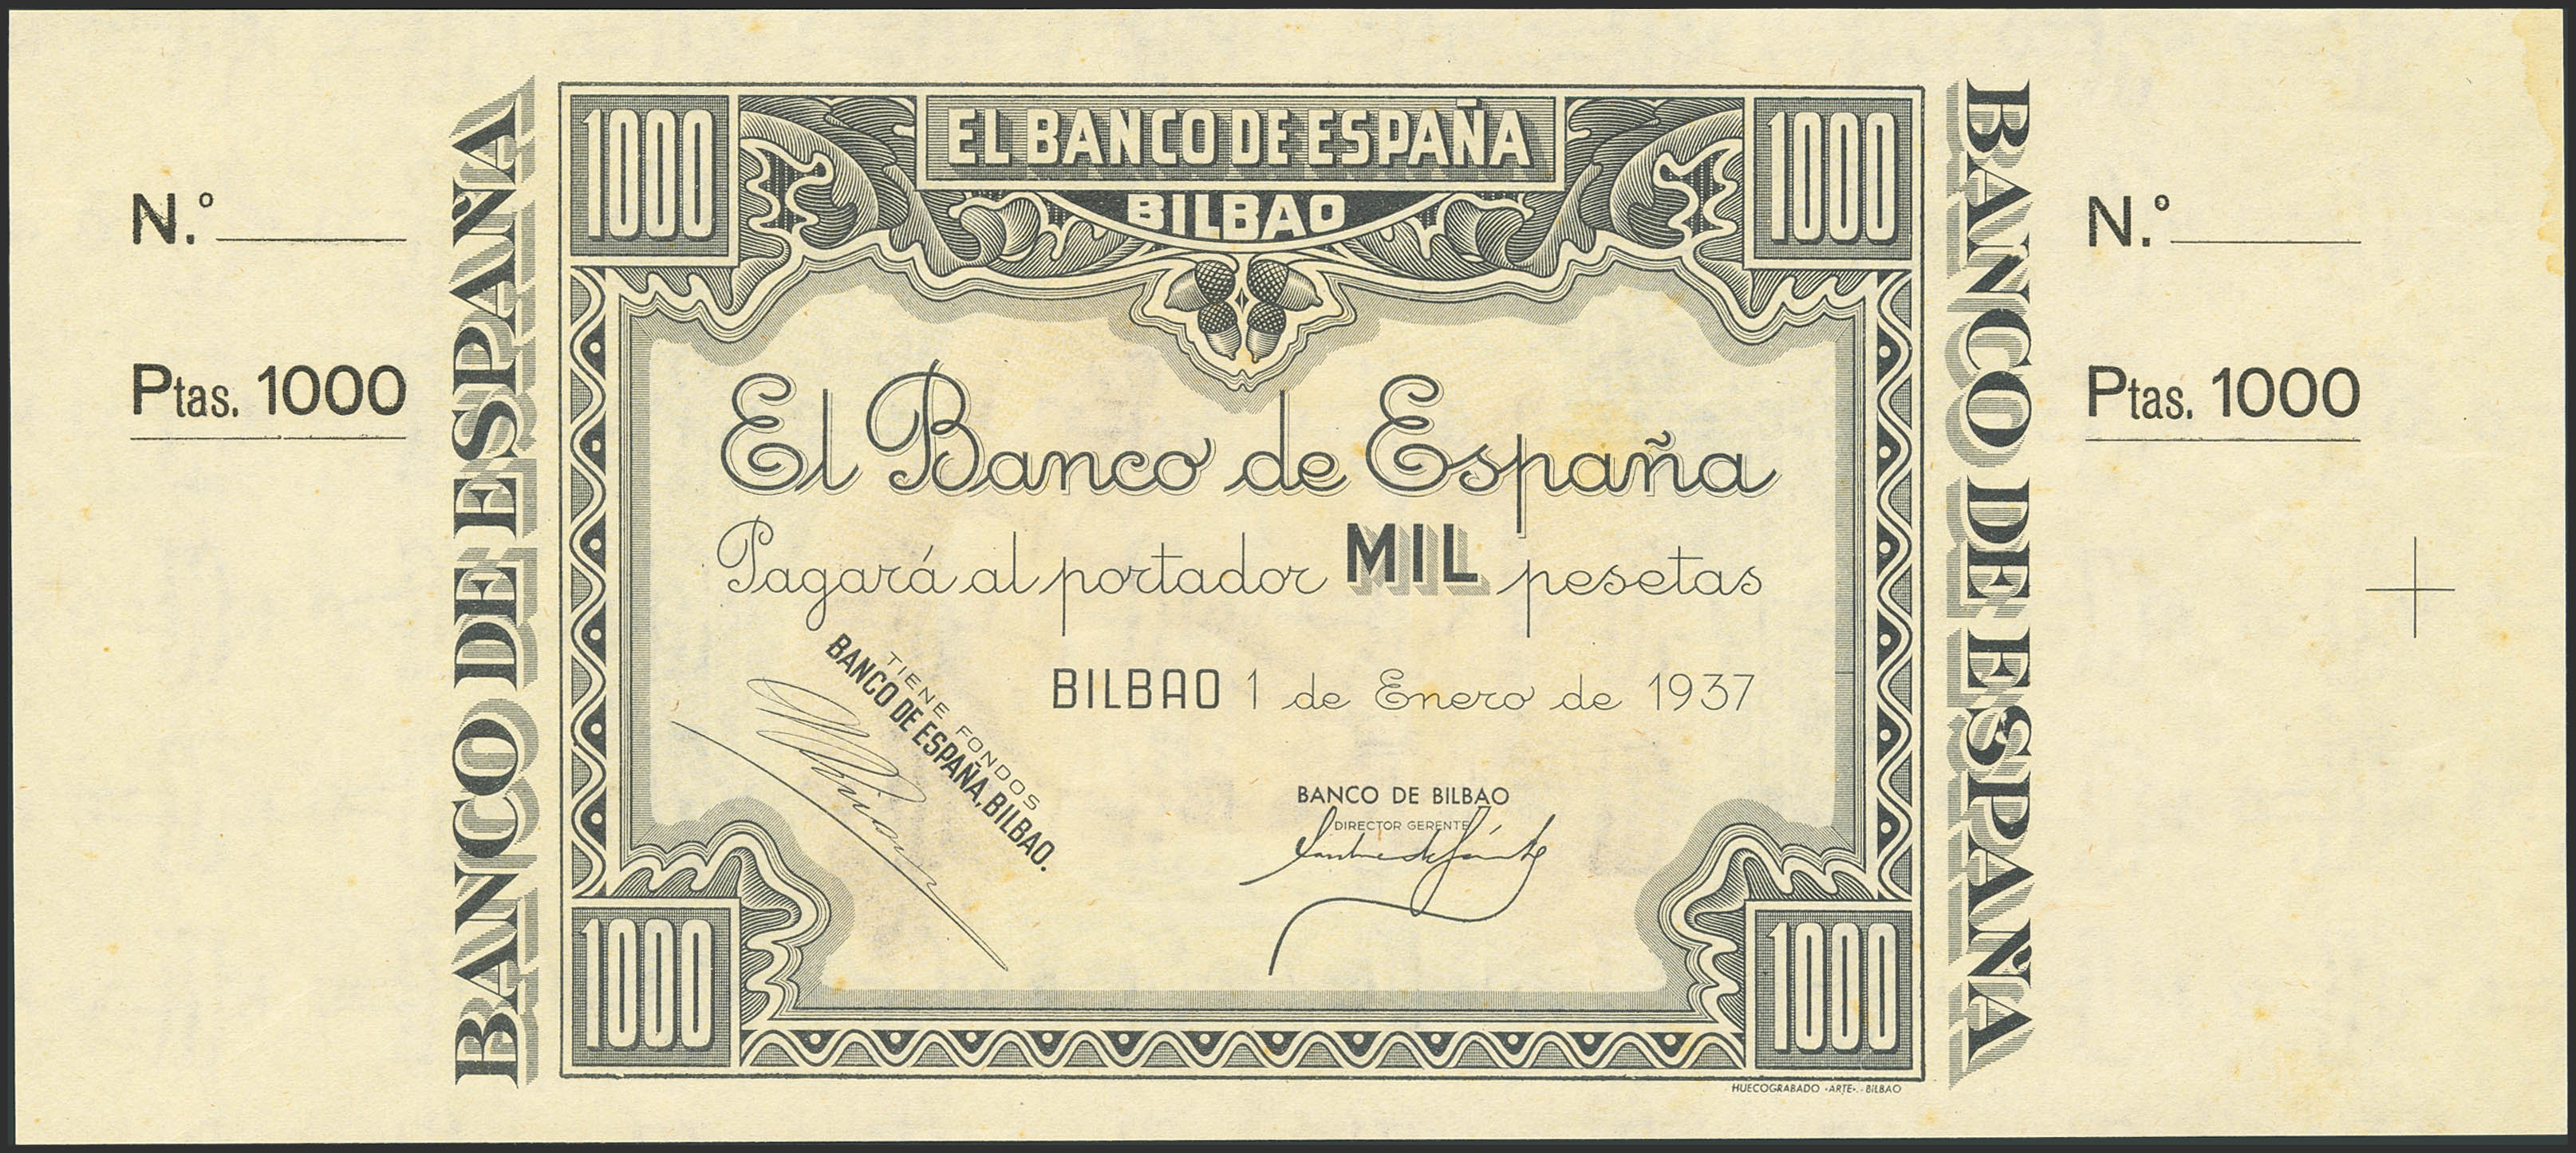 N.º
Ptas. 1000
BANCO DE ESPAÑA
1000
EL BANCO DE ESPAÑA
BILBAO
1000
El Banco de España
Pagará al portador MIL pesetas
BILBAO 1 de Enero de 1937
TIENE FONDOS
BANCO DE ESPAÑA, BILBAO.
BANCO DE BILBAO
DIRECTOR GERENTE
1000
1000
HUECOGRABADO -ARTE-.- BILBAO
BANCO DE ESPAÑA
N.º
Ptas. 1000